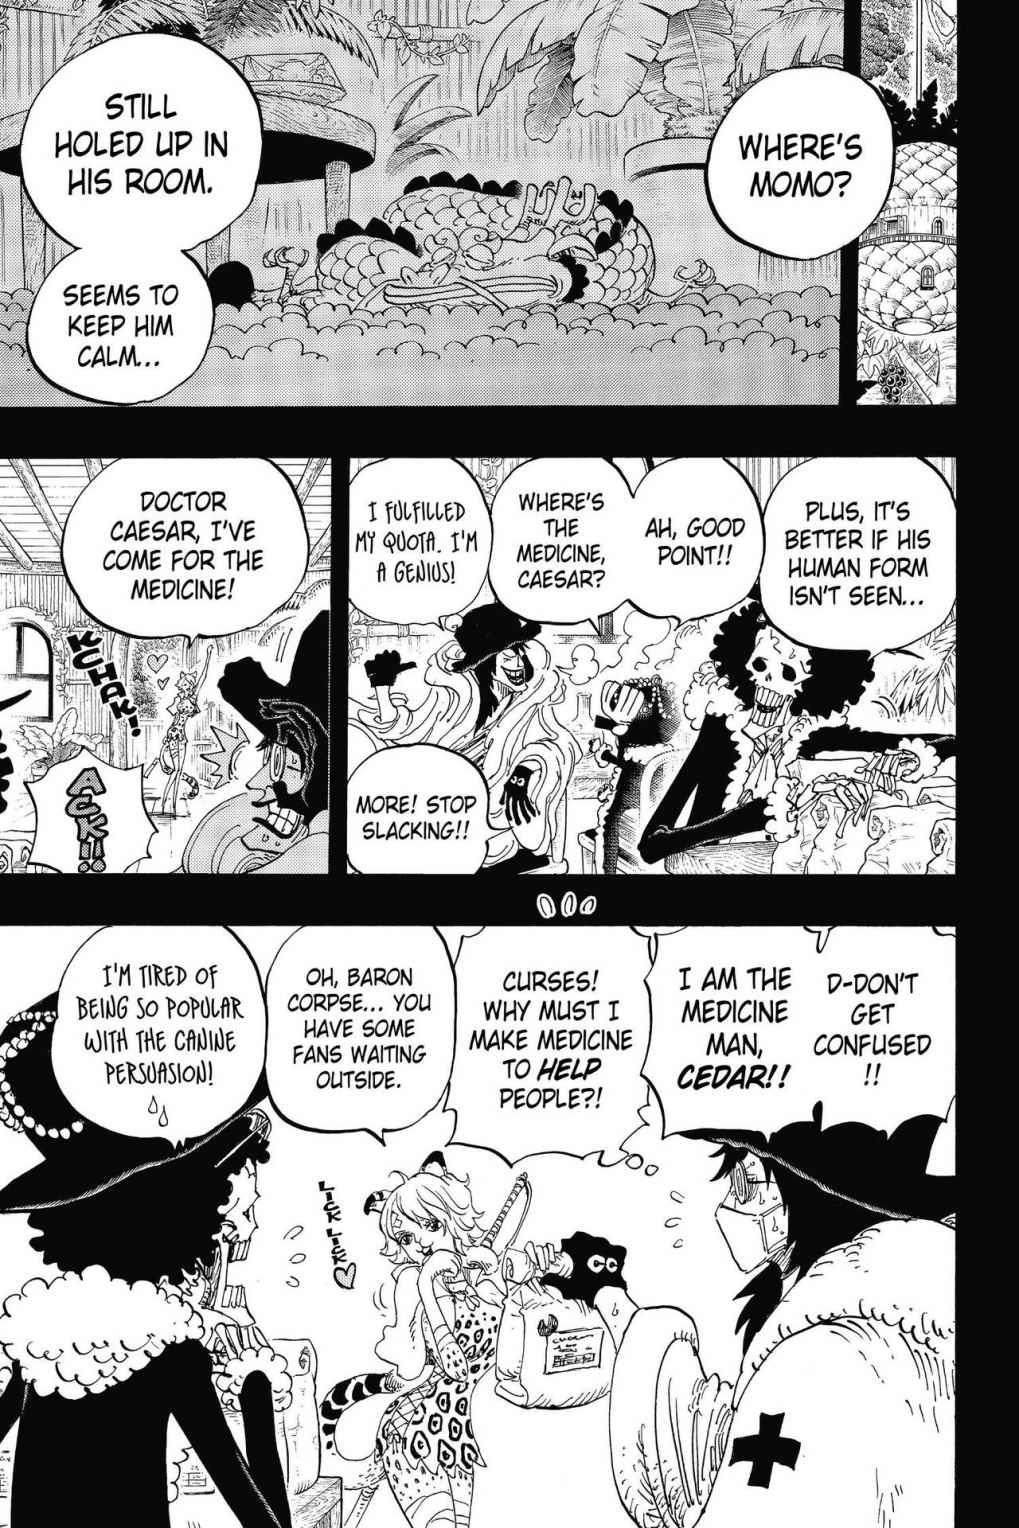 WHERE'S
MOMO?
STILL
HOLED UP IN
HIS ROOM.
SEEMS TO
KEEP HIM
CALM...
PLUS, IT'S
BETTER IF HIS
HUMAN FORM
ISN'T SEEN...
AH, GOOD
POINT!!
WHERE'S
THE
MEDICINE,
CAESAR?
I FULFILLED
MY QUOTA. I'M
A GENIUS!
MORE! STOP
SLACKING!!
DOCTOR
CAESAR, I'VE
COME FOR THE
MEDICINE!
KCHAK!
ACK!!
D-DON'T
GET
CONFUSED
!!
I AM THE
MEDICINE
MAN,
CEDAR!!
CURSES!
WHY MUST I
MAKE MEDICINE
TO HELP
PEOPLE?!
OH, BARON
CORPSE... YOU
HAVE SOME
FANS WAITING
OUTSIDE.
I'M TIRED OF
BEING SO POPULAR
WITH THE CANINE
PERSUASION!
LICK LICK
CC